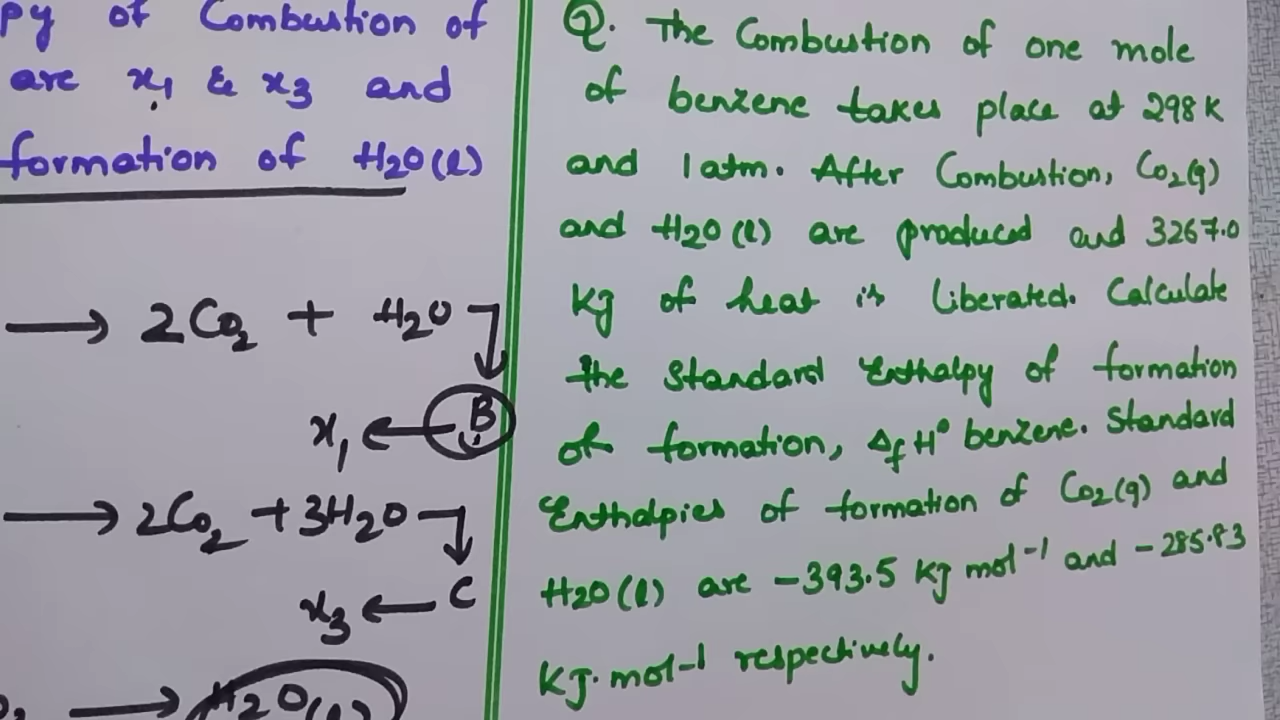 py of Combustion of
are x1 & x3 and
formation of H2O(l)
⟶ 2CO2 + H2O
B
x1 ←
⟶ 2CO2 + 3H2O
x3 ← C
⟶ H2O(l)
Q. The Combustion of one mole
of benzene takes place at 298K
and 1 atm. After Combustion, CO2(g)
and H2O(l) are produced and 3267.0
KJ of heat is liberated. Calculate
the Standard Enthalpy of formation
of formation, ΔfH° benzene. Standard
Enthalpies of formation of CO2(g) and
H2O(l) are -393.5 KJ mol-1 and -285.83
KJ. mol-1 respectively.